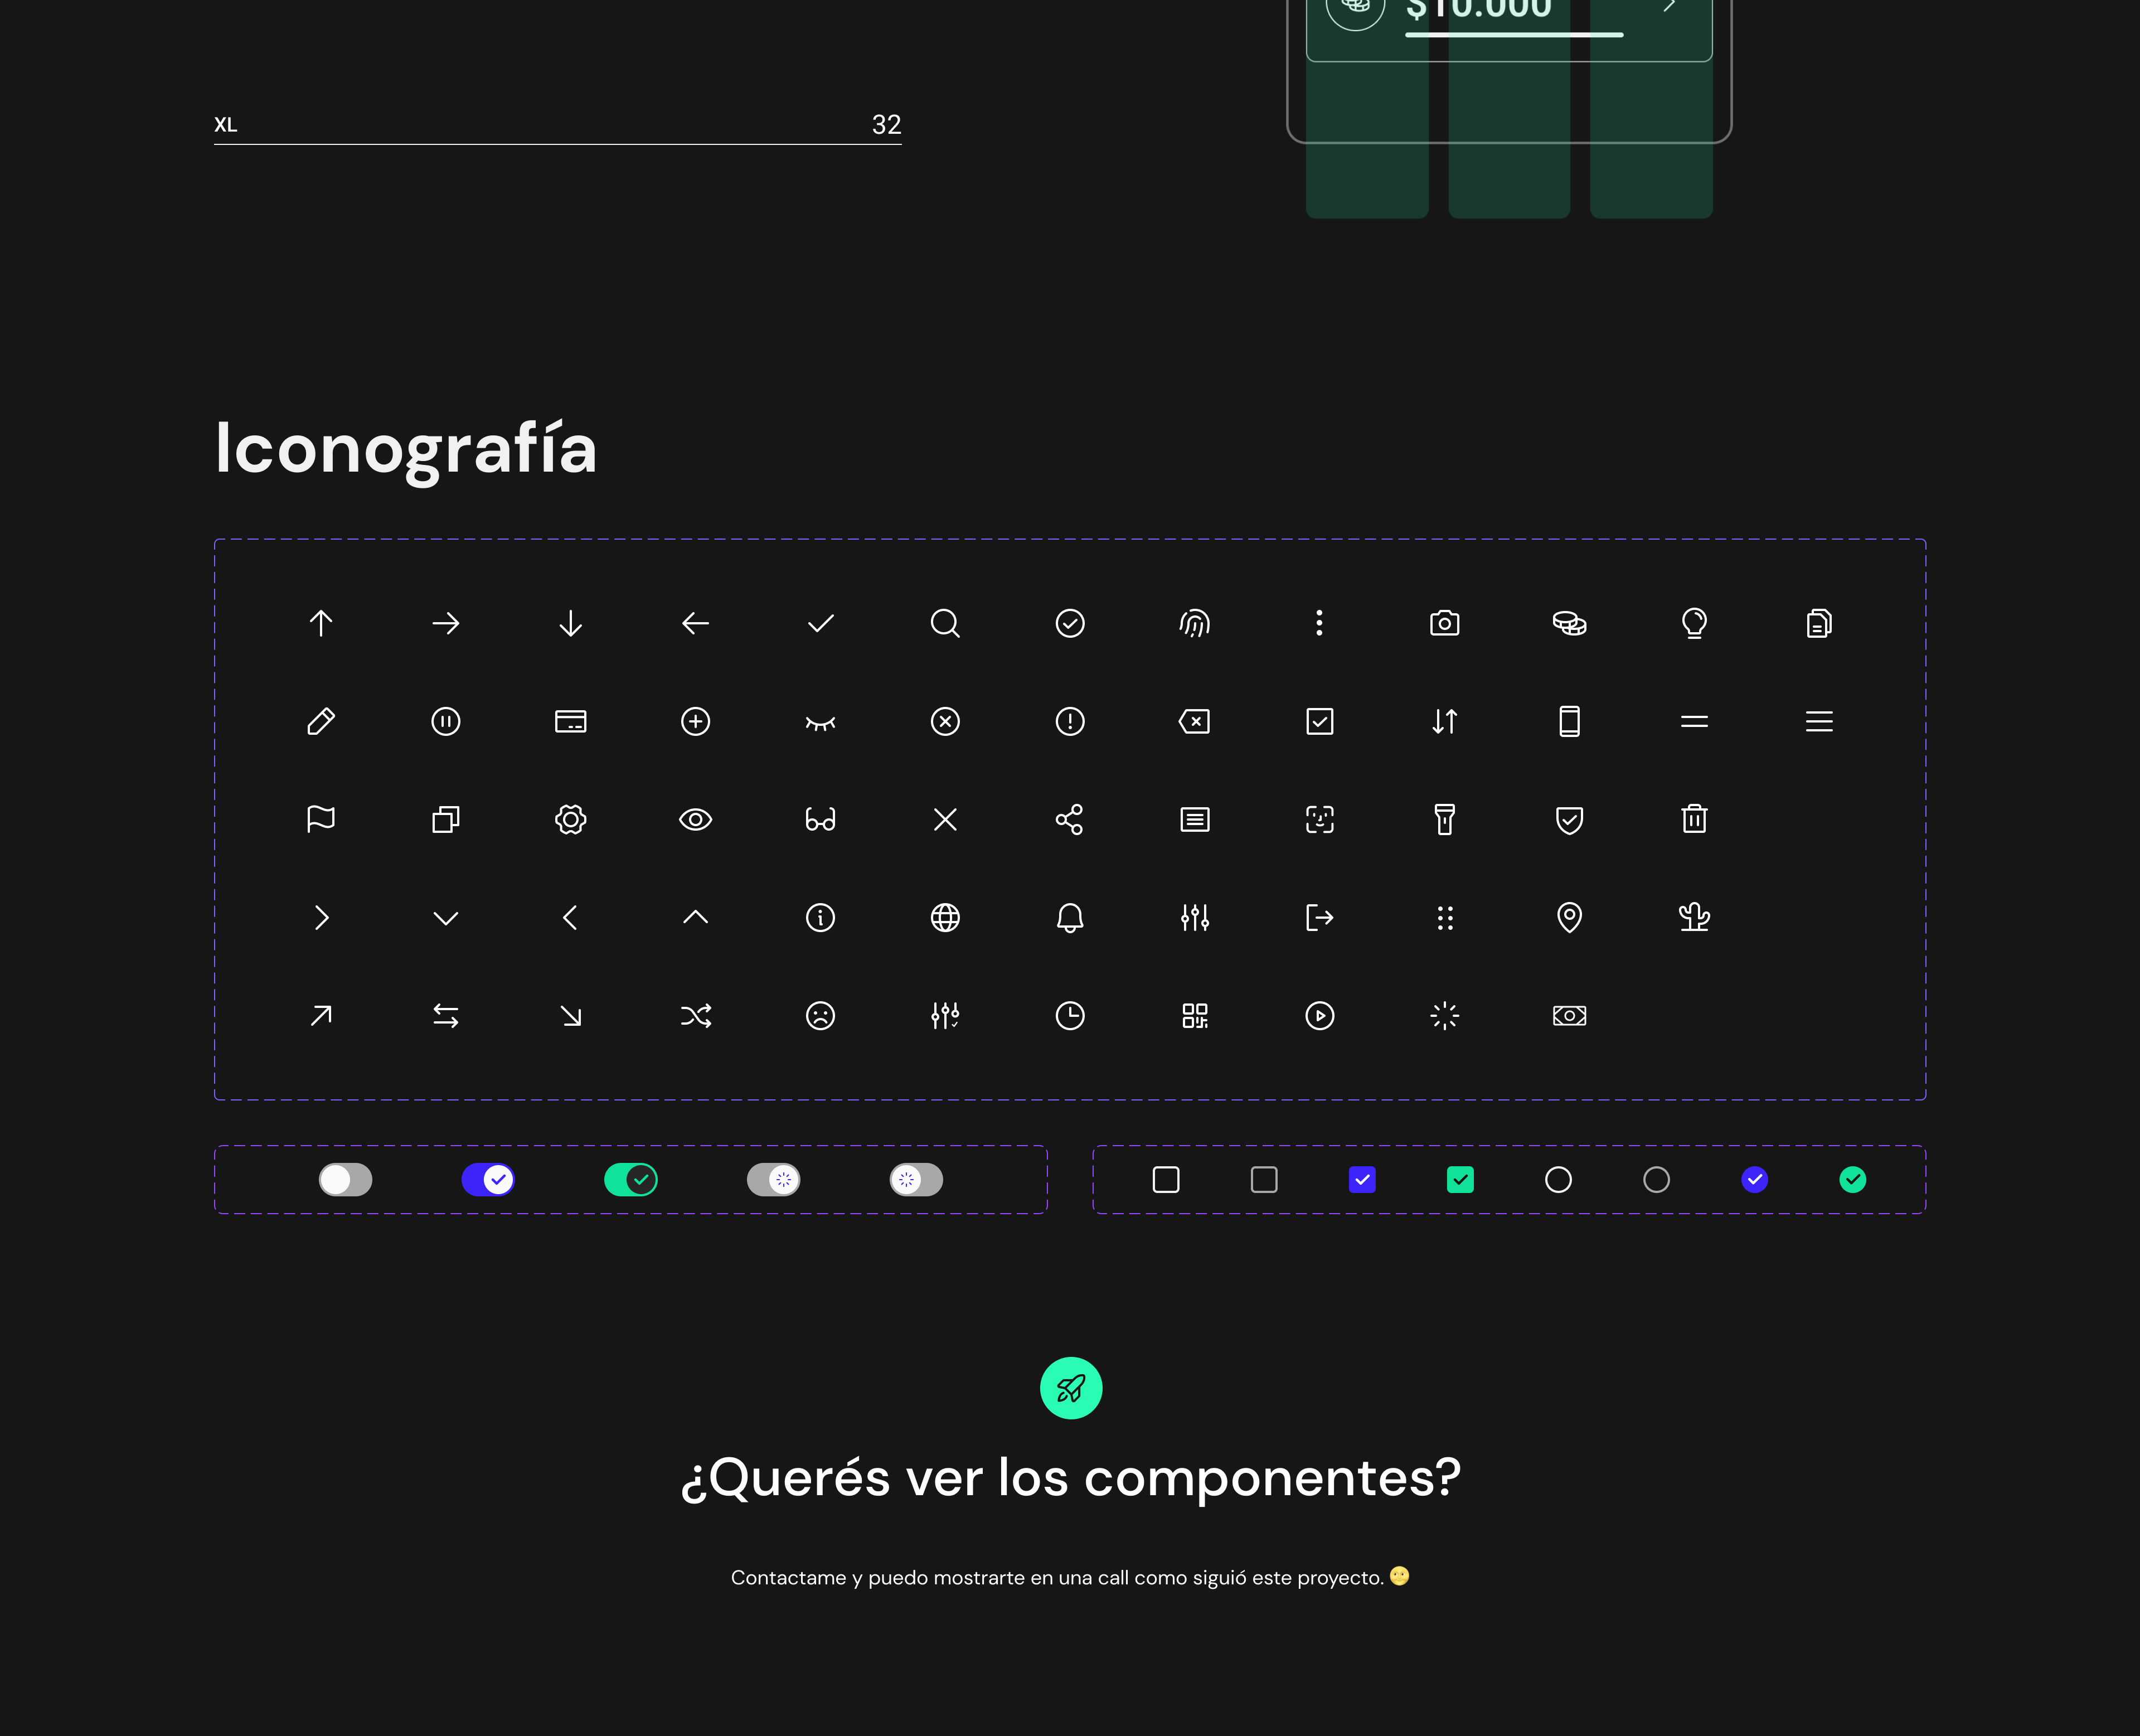 $10.000
XL
32
Iconografía
¿Querés ver los componentes?
Contactame y puedo mostrarte en una call como siguió este proyecto. 🫠